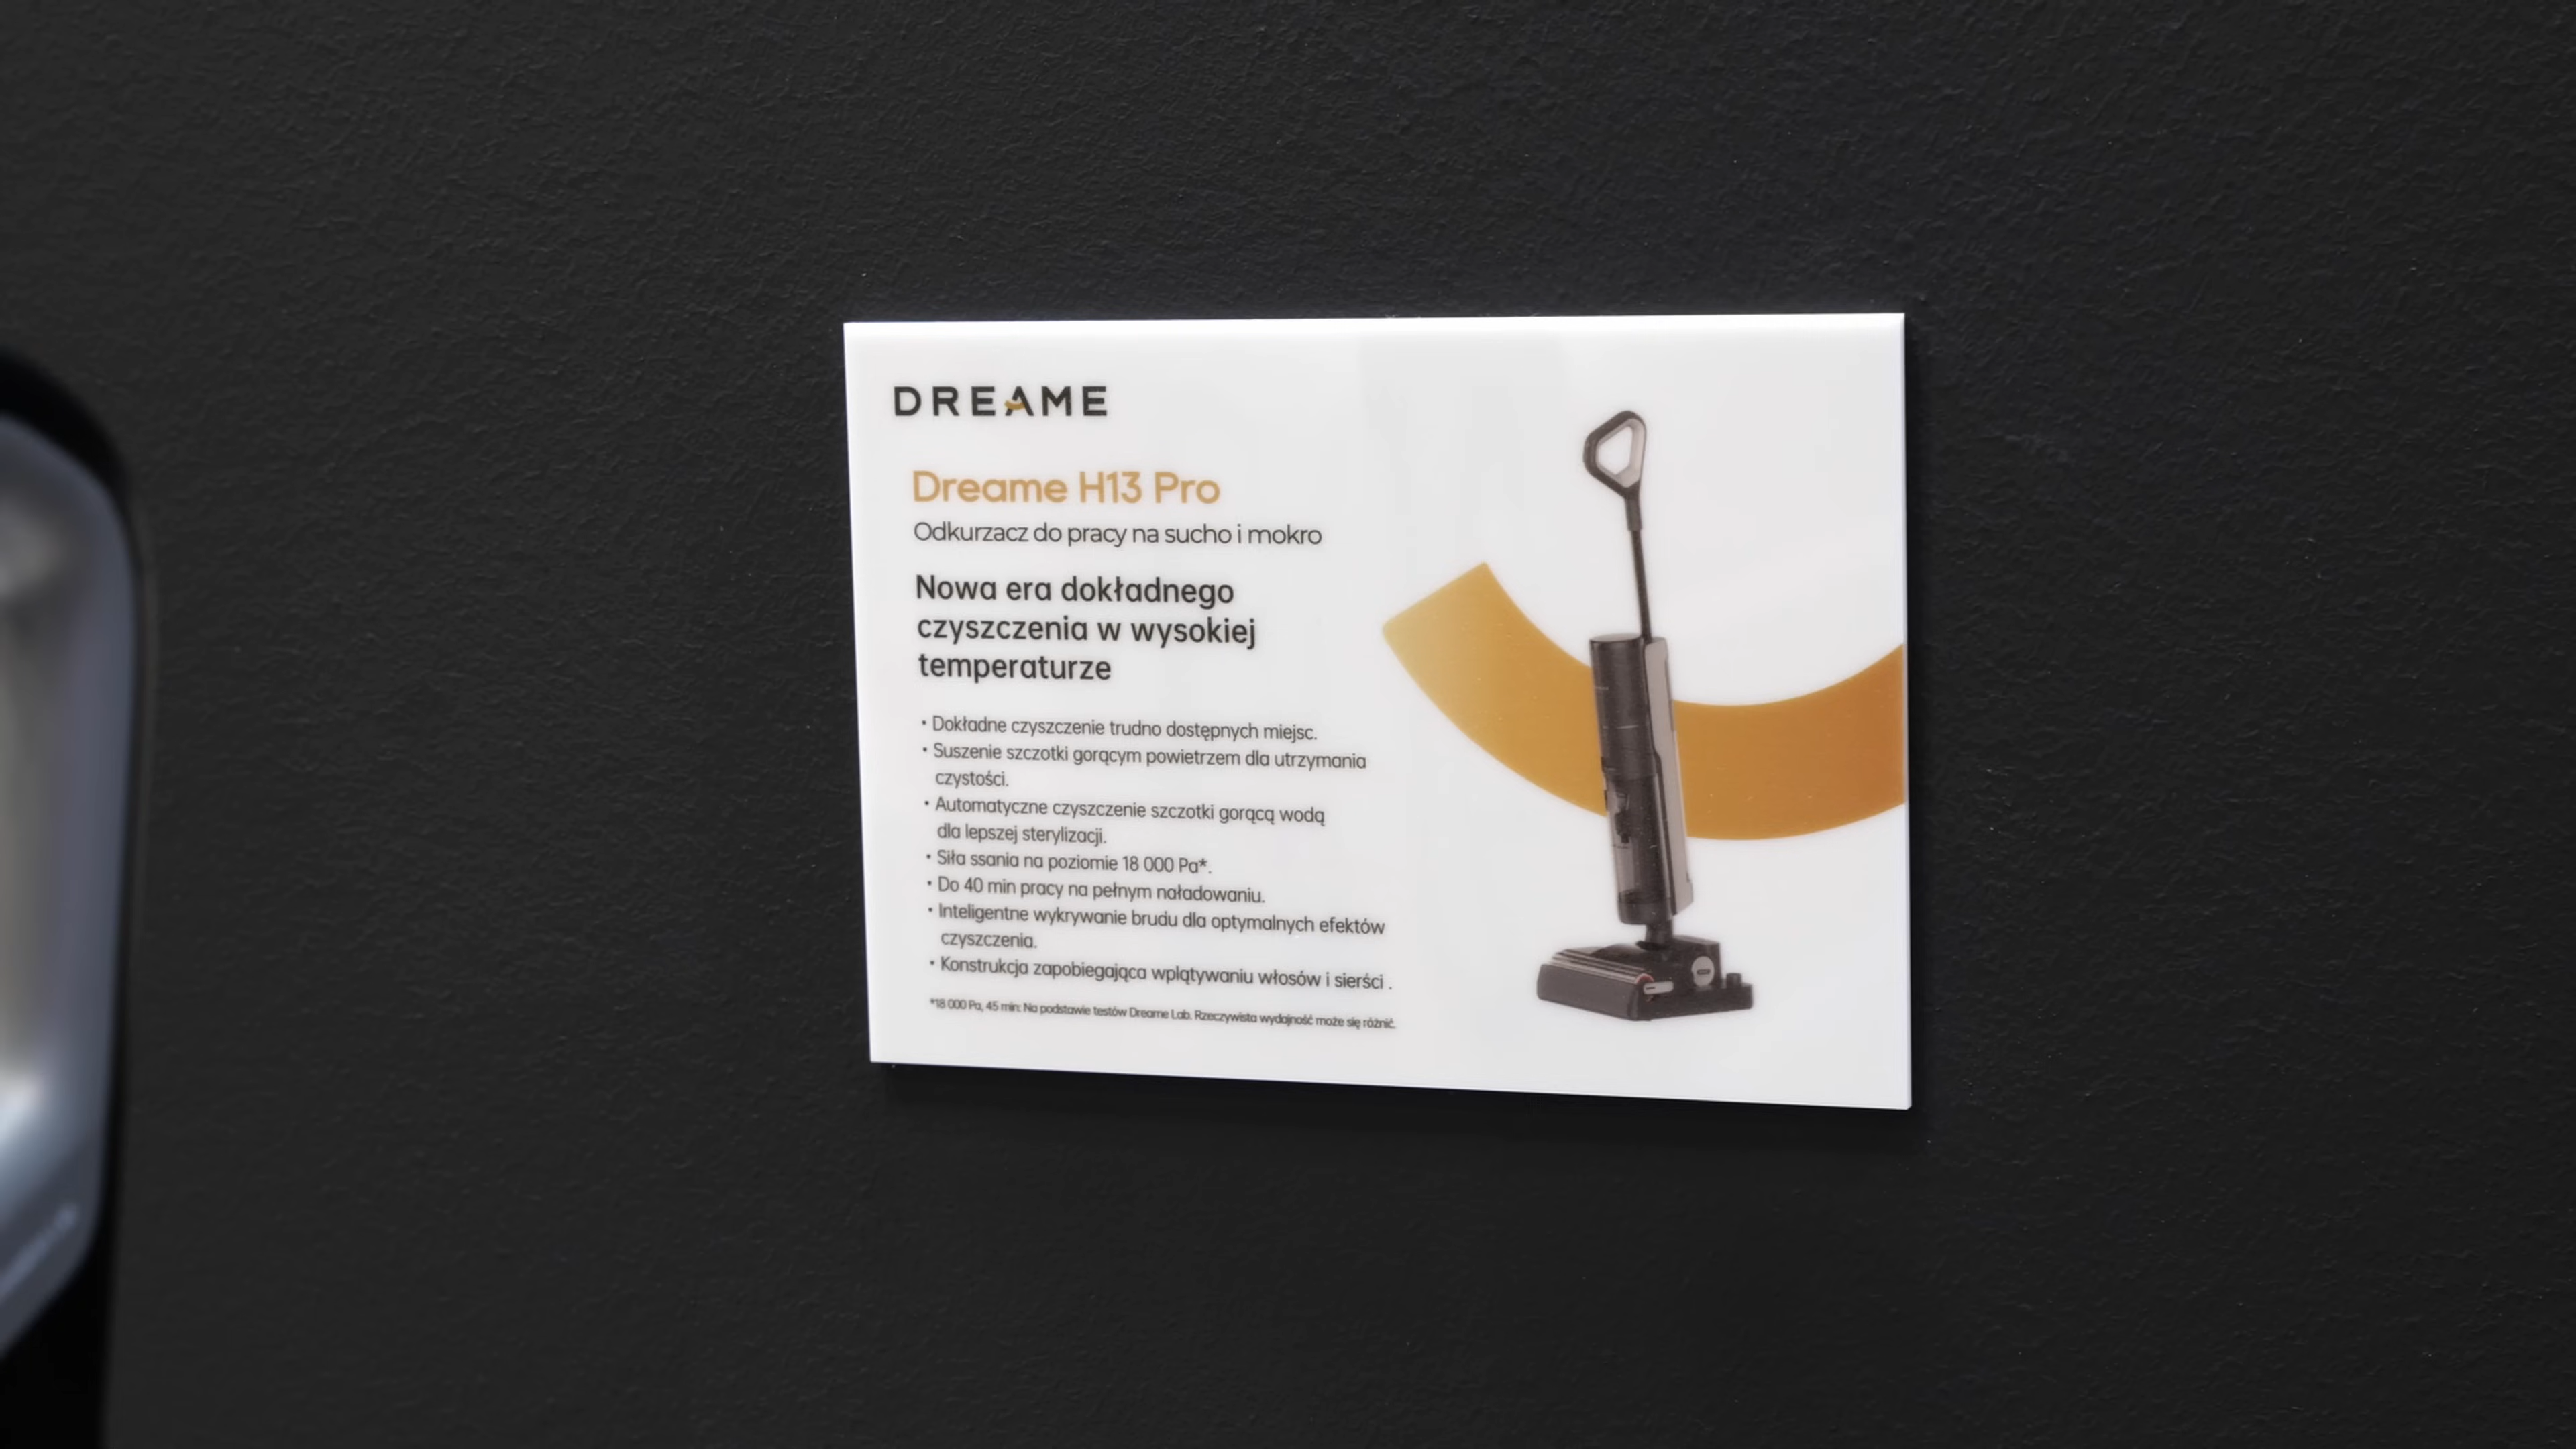 DREAME
Dreame H13 Pro
Odkurzacz do pracy na sucho i mokro
Nowa era dokładnego
czyszczenia w wysokiej
temperaturze
• Dokładne czyszczenie trudno dostępnych miejsc.
• Suszenie szczotki gorącym powietrzem dla utrzymania
czystości.
• Automatyczne czyszczenie szczotki gorącą wodą
dla lepszej sterylizacji.
• Siła ssania na poziomie 18 000 Pa*.
• Do 40 min pracy na pełnym naładowaniu.
• Inteligentne wykrywanie brudu dla optymalnych efektów
czyszczenia.
• Konstrukcja zapobiegająca wplątywaniu włosów i sierści .
*18 000 Pa, 45 min: Na podstawie testów Dreame Lab. Rzeczywista wydajność może się różnić.